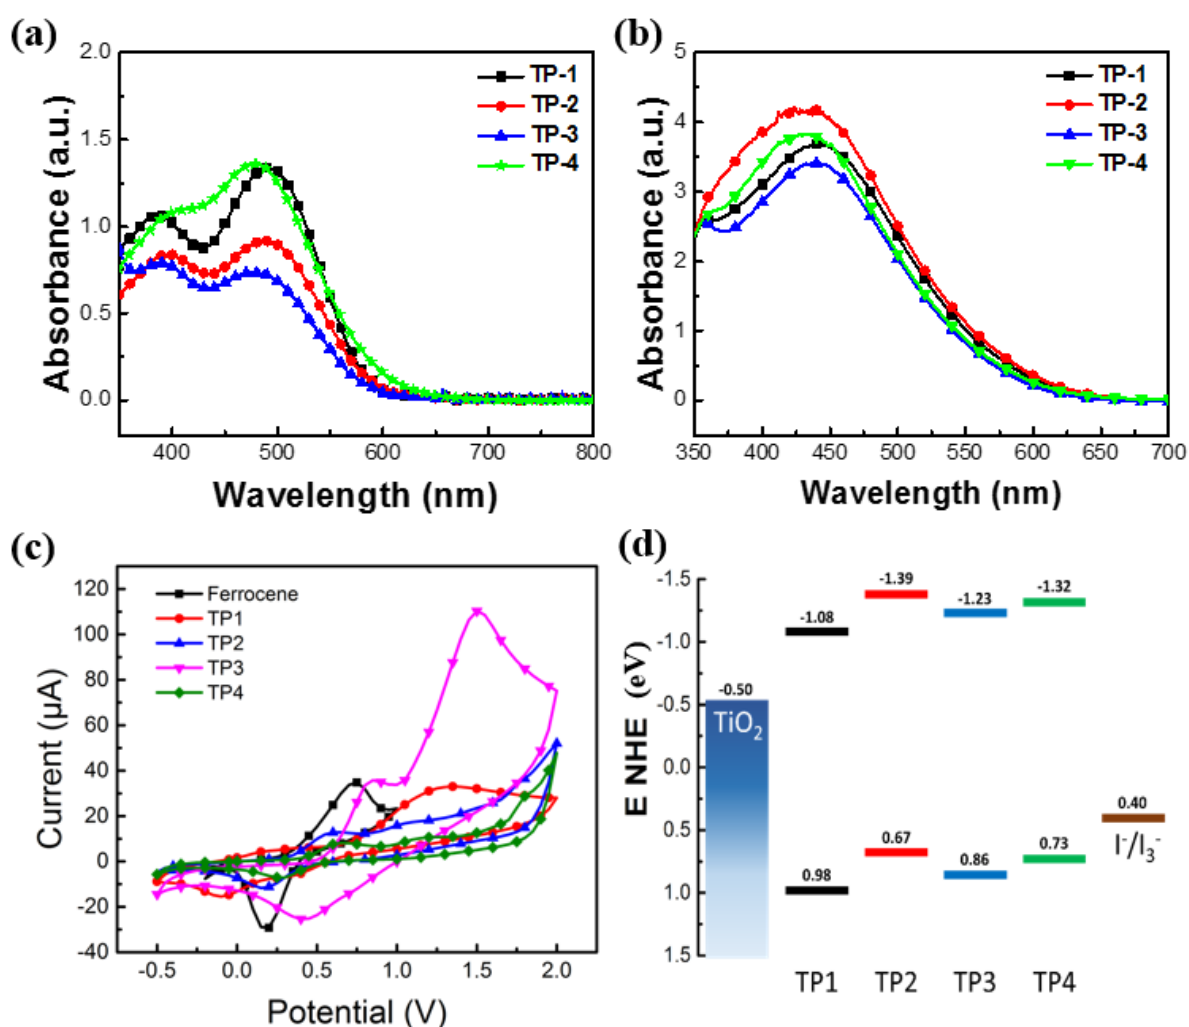 (a)
2.0
1.5
1.0
0.5
0.0
Absorbance (a.u.)
TP-1
TP-2
TP-3
TP-4
400 500 600 700 800
Wavelength (nm)
(b)
5
4
3
2
1
0
Absorbance (a.u.)
TP-1
TP-2
TP-3
TP-4
350 400 450 500 550 600 650 700
Wavelength (nm)
(c)
120
100
80
60
40
20
0
-20
-40
Current (μA)
Ferrocene
TP1
TP2
TP3
TP4
-0.5 0.0 0.5 1.0 1.5 2.0
Potential (V)
(d)
-1.5
-1.0
-0.5
0.0
0.5
1.0
1.5
E NHE (eV)
-0.50
TiO₂
-1.08
-1.39
-1.23
-1.32
0.98
0.67
0.86
0.73
0.40
I⁻/I₃⁻
TP1 TP2 TP3 TP4